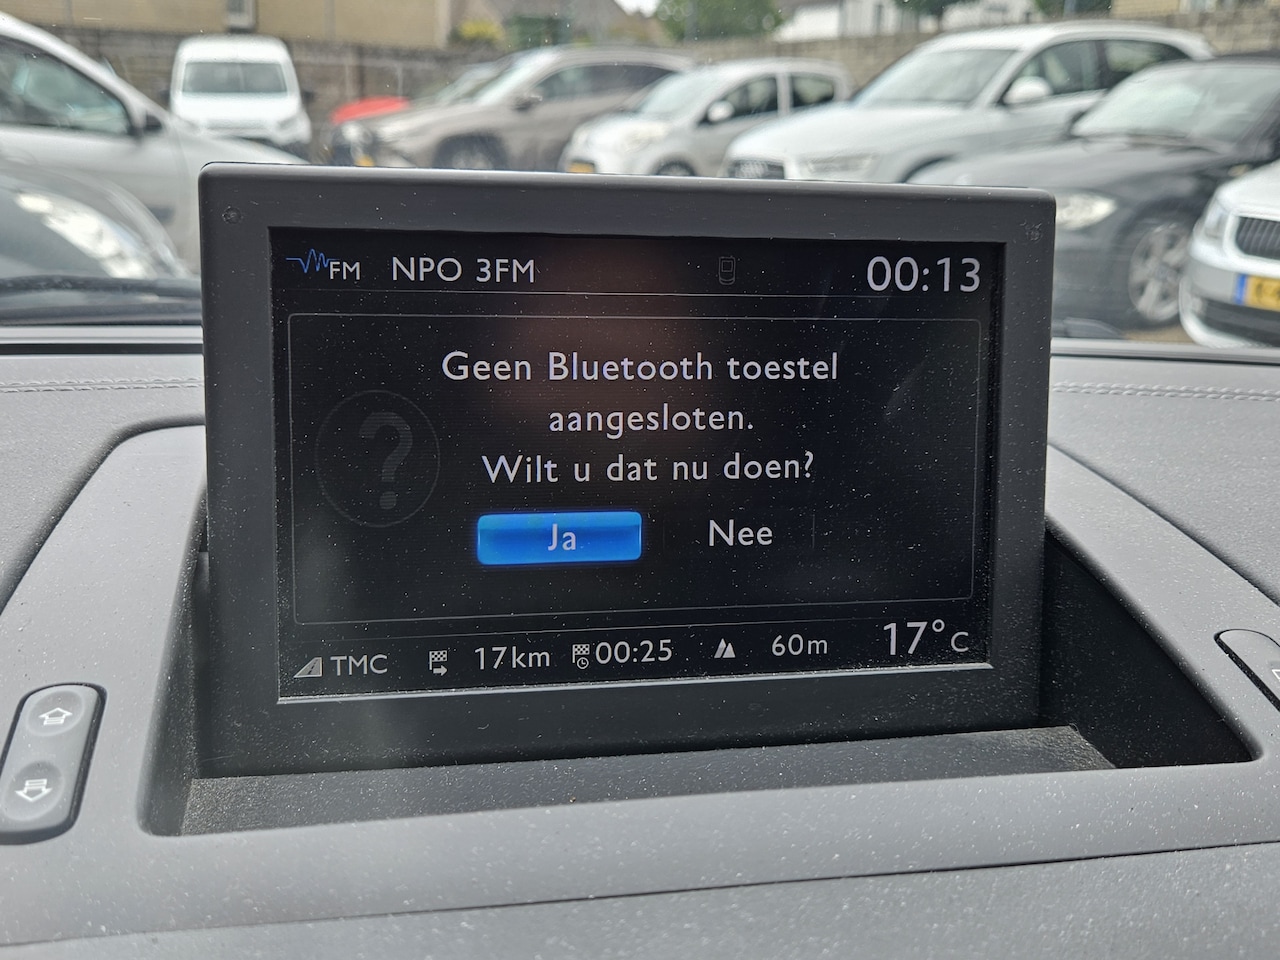 FM NPO 3FM 00:13
Geen Bluetooth toestel
aangesloten.
Wilt u dat nu doen?
Ja Nee
TMC 17km 00:25 60m 17°C